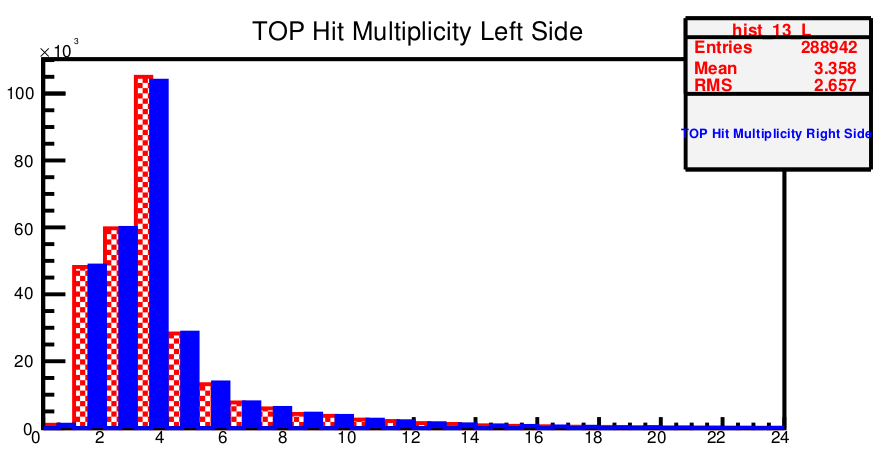 TOP Hit Multiplicity Left Side
×10³
hist_13_L
Entries 288942
Mean 3.358
RMS 2.657
TOP Hit Multiplicity Right Side
100
80
60
40
20
0
0 2 4 6 8 10 12 14 16 18 20 22 24